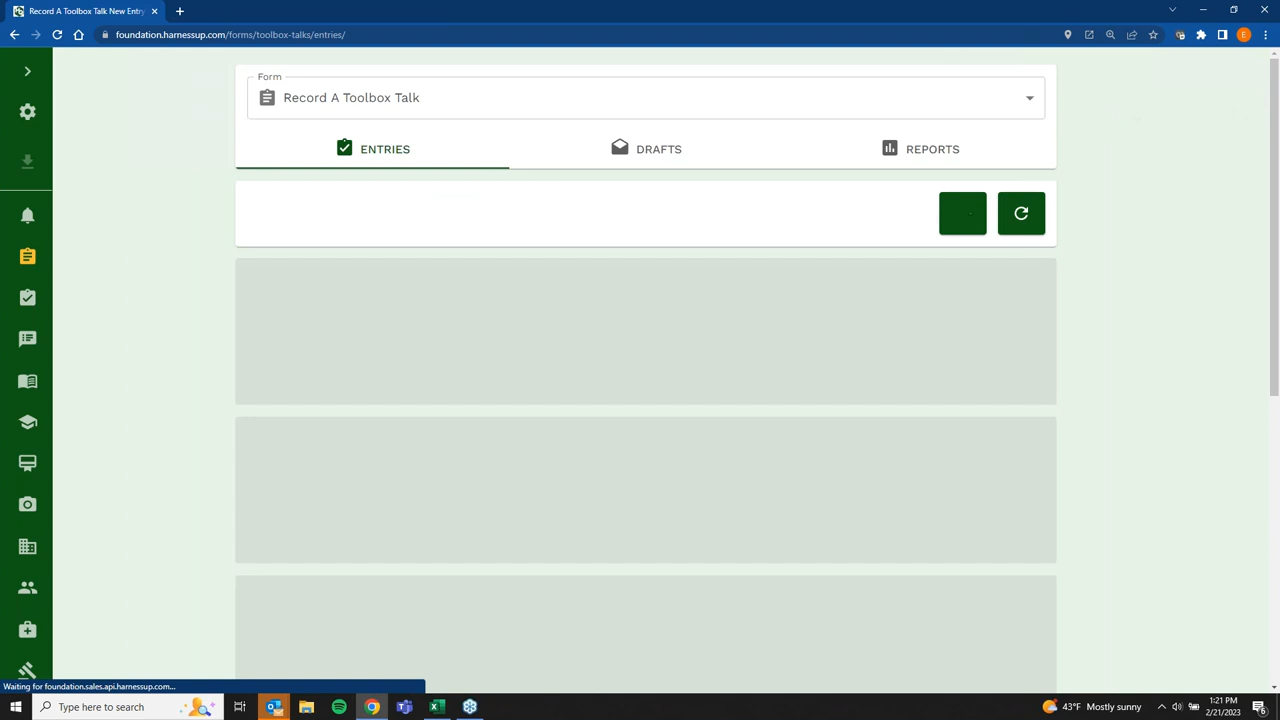 Record A Toolbox Talk New Entry
foundation.harnessup.com/forms/toolbox-talks/entries/
Form
Record A Toolbox Talk
ENTRIES
DRAFTS
REPORTS
Waiting for foundation.sales.api.harnessup.com...
Type here to search
43°F Mostly sunny
1:21 PM
2/21/2023
6